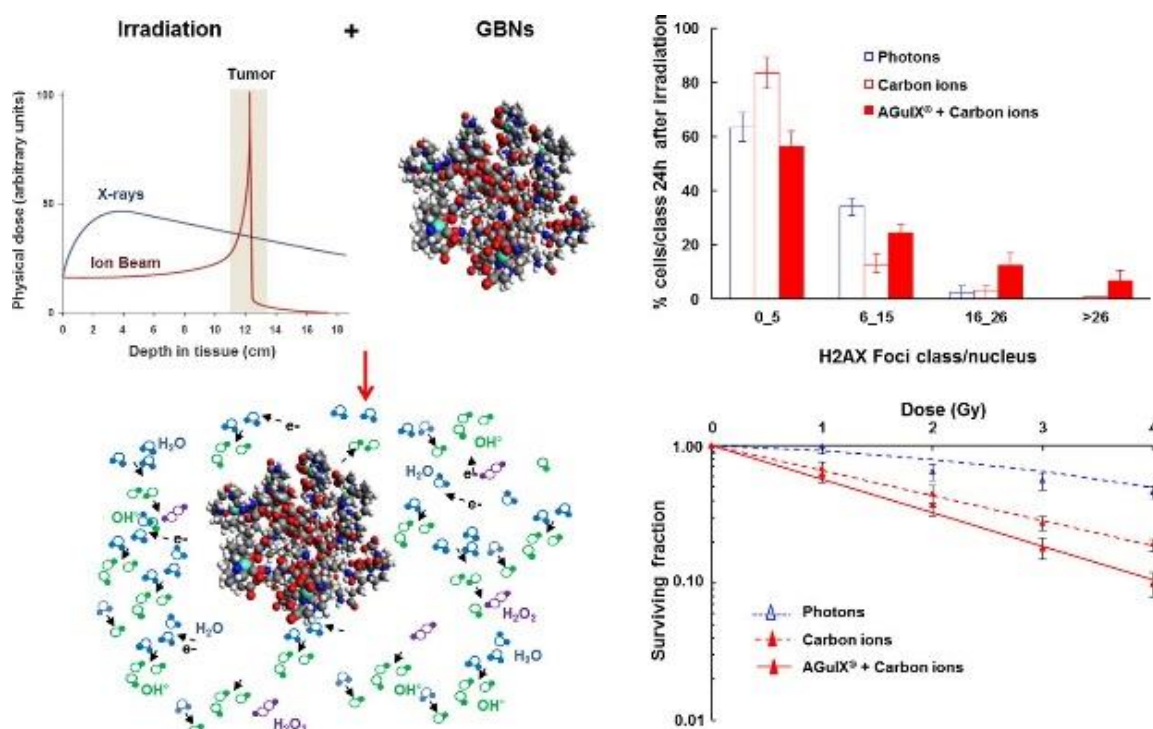 Irradiation + GBNs
Tumor
100
50
0
X-rays
Ion Beam
Physical dose (arbitrary units)
0 2 4 6 8 10 12 14 16 18
Depth in tissue (cm)
Photons
Carbon ions
AGuIX® + Carbon ions
100
80
60
40
20
0
% cells/class 24h after irradiation
0_5 6_15 16_26 >26
H2AX Foci class/nucleus
H₂O
e-
OH°
H₂O
e-
e-
OH°
e-
H₂O₂
H₂O
e-
H₂O
OH°
OH°
OH°
H₂O₂
Dose (Gy)
0 1 2 3 4
1.00
0.10
0.01
Surviving fraction
Photons
Carbon ions
AGuIX® + Carbon ions